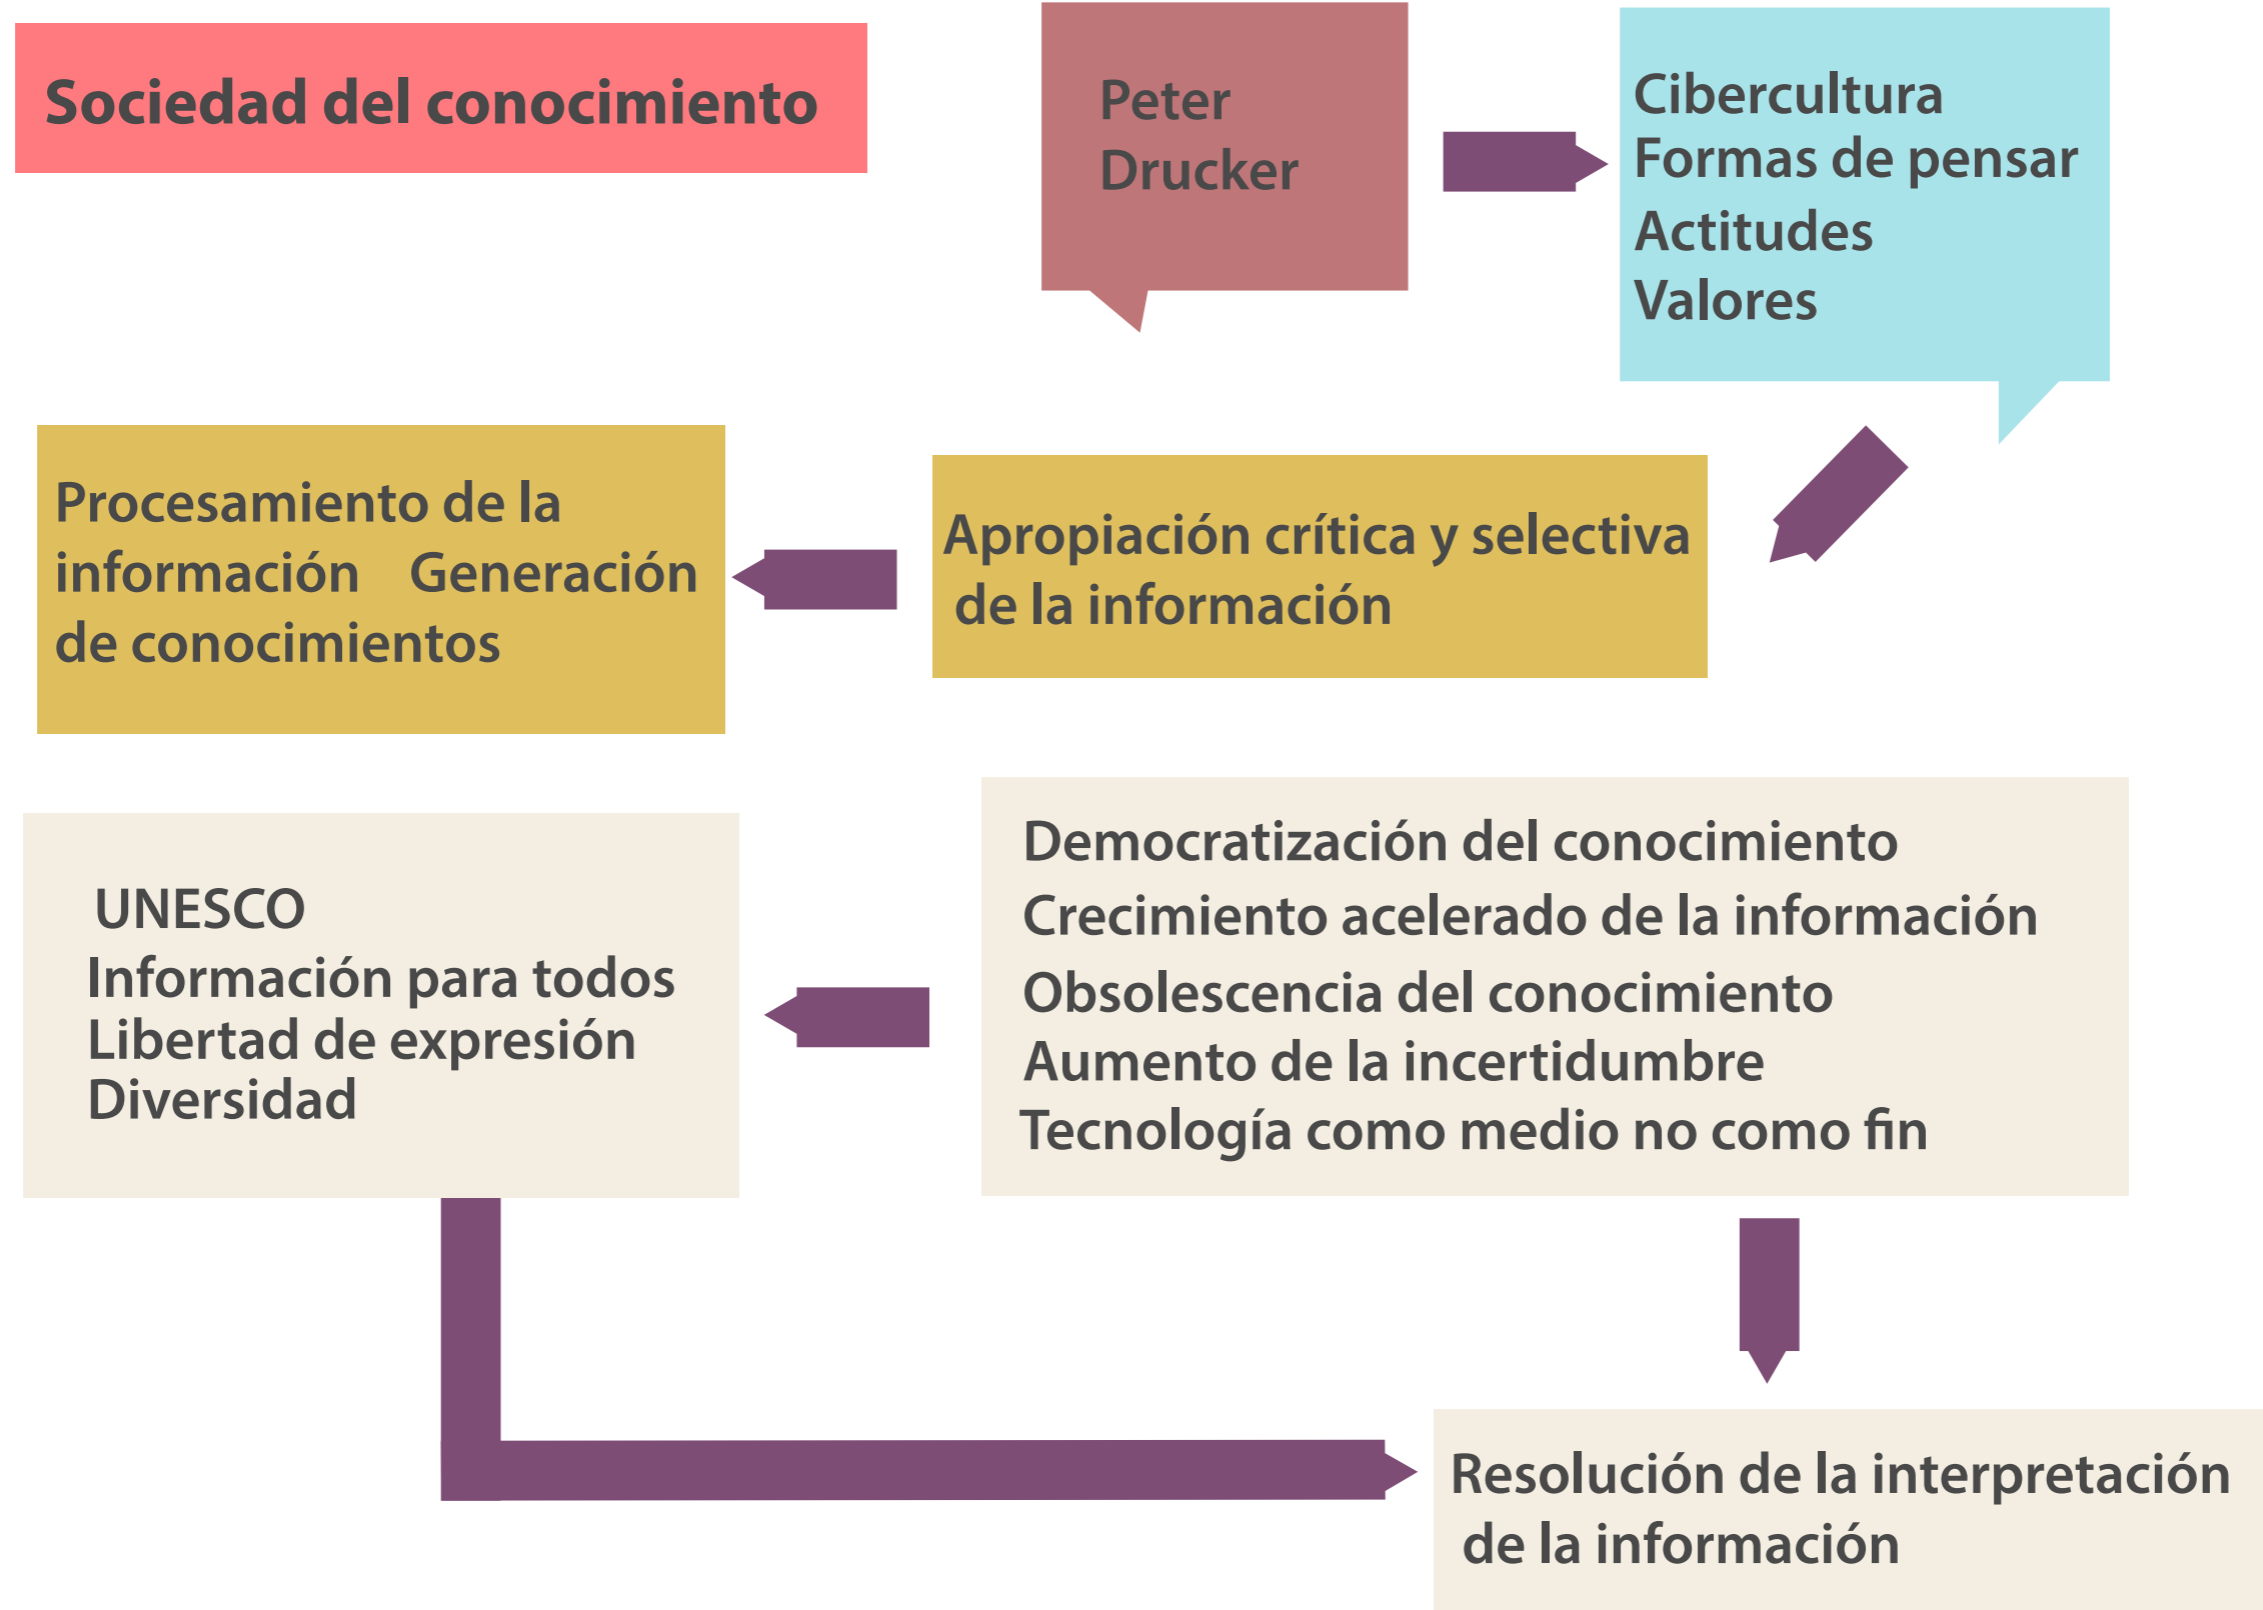 Sociedad del conocimiento
Peter
Drucker
Cibercultura
Formas de pensar
Actitudes
Valores
Procesamiento de la
información Generación
de conocimientos
Apropiación crítica y selectiva
de la información
UNESCO
Información para todos
Libertad de expresión
Diversidad
Democratización del conocimiento
Crecimiento acelerado de la información
Obsolescencia del conocimiento
Aumento de la incertidumbre
Tecnología como medio no como fin
Resolución de la interpretación
de la información